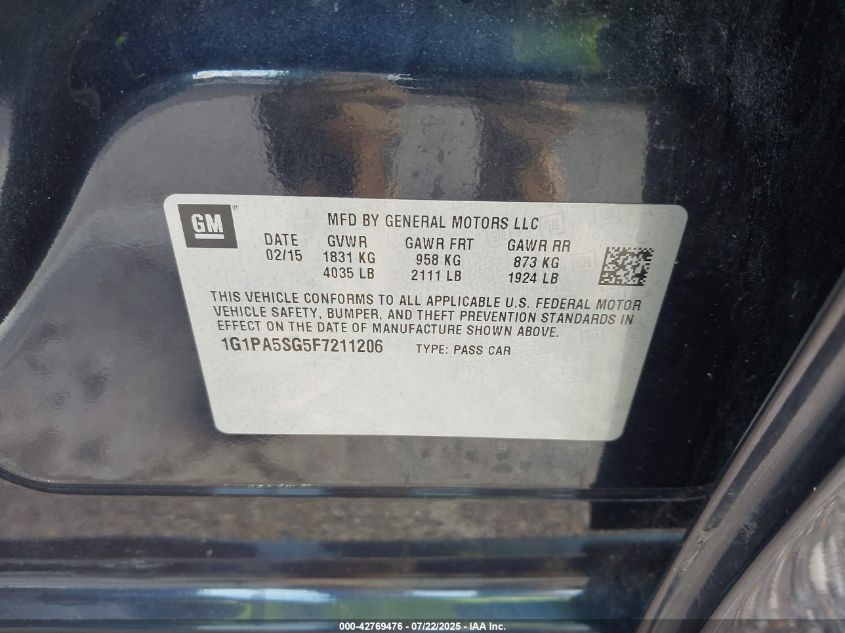 GM
MFD BY GENERAL MOTORS LLC
DATE GVWR GAWR FRT GAWR RR
02/15 1831 KG 958 KG 873 KG
4035 LB 2111 LB 1924 LB
THIS VEHICLE CONFORMS TO ALL APPLICABLE U.S. FEDERAL MOTOR
VEHICLE SAFETY, BUMPER, AND THEFT PREVENTION STANDARDS IN
EFFECT ON THE DATE OF MANUFACTURE SHOWN ABOVE.
1G1PA5SG5F7211206 TYPE: PASS CAR
000-42769476 - 07/22/2025 - IAA Inc.